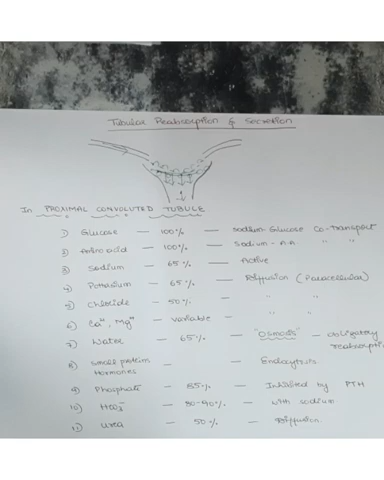 Tubular Reabsorption & Secretion
In PROXIMAL CONVOLUTED TUBULE
1) Glucose — 100% — Sodium-Glucose Co-transport
2) Amino acid — 100% — Sodium-A.A " "
3) Sodium — 65% — Active
4) Potassium — 65% — Diffusion (Paracellular)
5) Chloride — 50% — " "
6) Ca⁺⁺, Mg⁺⁺ — variable — " "
7) Water — 65% — "Osmosis" — obligatory reabsorpti
8) Small proteins — Endocytosis
Hormones
9) Phosphate — 85% — Inhibited by PTH
10) HCO₃⁻ — 80-90% — with sodium
11) Urea — 50% — Diffusion.